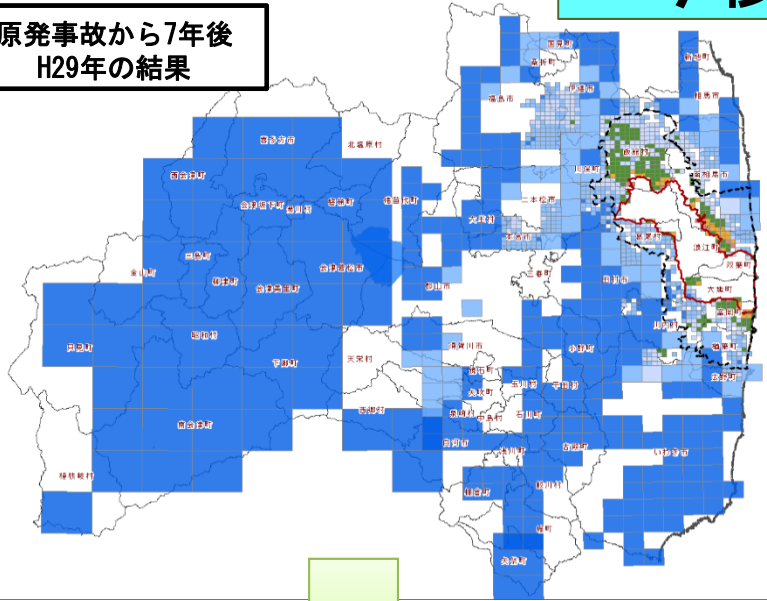 原発事故から7年後
H29年の結果
国見町
桑折町
新地町
伊達市
福島市
相馬市
喜多方市
北塩原村
飯舘村
西会津町
川俣町
南相馬市
会津坂下町
湯川村
磐梯町
猪苗代町
二本松市
大玉村
本宮市
葛尾村
浪江町
三島町
金山町
柳津町
会津美里町
会津若松市
双葉町
三春町
田村市
郡山市
大熊町
富岡町
川内村
昭和村
只見町
下郷町
天栄村
須賀川市
小野町
楢葉町
鏡石町
広野町
玉川村
平田村
矢吹町
西郷村
泉崎村
中島村
石川町
南会津町
白河市
浅川町
古殿町
いわき市
檜枝岐村
棚倉町
鮫川村
塙町
矢祭町